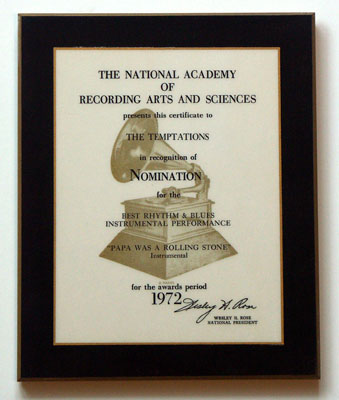 THE NATIONAL ACADEMY
OF
RECORDING ARTS AND SCIENCES
presents this certificate to
THE TEMPTATIONS
in recognition of
NOMINATION
for the
BEST RHYTHM & BLUES
INSTRUMENTAL PERFORMANCE
"PAPA WAS A ROLLING STONE"
Instrumental
for the awards period
1972
Wesley H. Rose
WESLEY H. ROSE
NATIONAL PRESIDENT